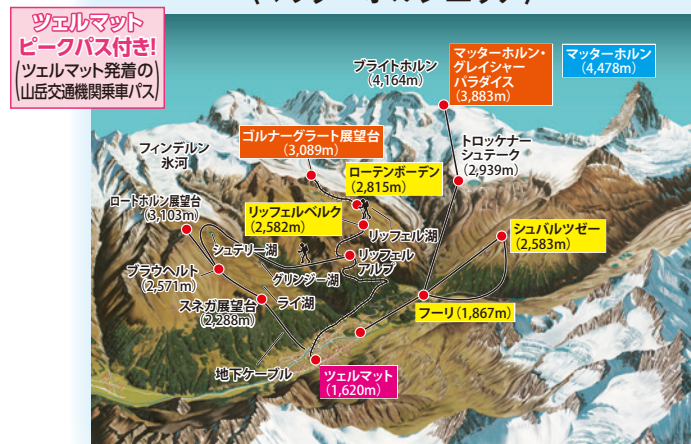 ツェルマット
ピークパス付き!
(ツェルマット発着の
山岳交通機関乗車パス)
ブライトホルン
(4,164m)
マッターホルン・
グレイシャー
パラダイス
(3,883m)
マッターホルン
(4,478m)
フィンデルン
氷河
ゴルナーグラート展望台
(3,089m)
トロッケナー
シュテーク
(2,939m)
ローテンボーデン
(2,815m)
ロートホルン展望台
(3,103m)
リッフェルベルク
(2,582m)
シュバルツゼー
(2,583m)
リッフェル湖
シュテリー湖
リッフェル
アルプ
ブラウヘルト
(2,571m)
グリンジー湖
ライ湖
スネガ展望台
(2,288m)
フーリ(1,867m)
地下ケーブル
ツェルマット
(1,620m)